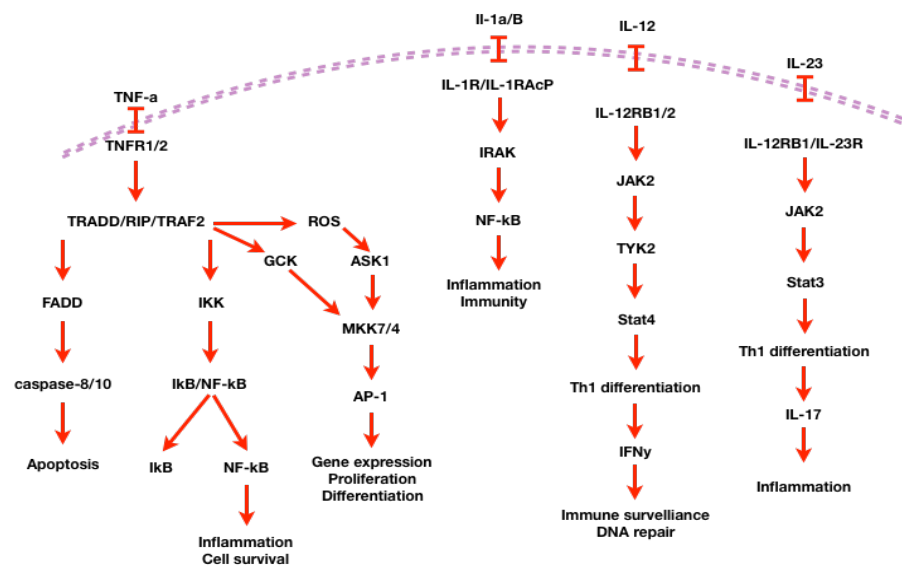 Il-1a/B
IL-12
IL-23
TNF-a
IL-1R/IL-1RAcP
TNFR1/2
IL-12RB1/2
IL-12RB1/IL-23R
IRAK
JAK2
JAK2
TRADD/RIP/TRAF2
ROS
NF-kB
GCK
ASK1
TYK2
Stat3
Inflammation
Immunity
FADD
IKK
MKK7/4
Stat4
Th1 differentiation
caspase-8/10
IkB/NF-kB
AP-1
Th1 differentiation
IL-17
Apoptosis
IkB
NF-kB
Gene expression
Proliferation
Differentiation
IFNy
Inflammation
Immune survelliance
DNA repair
Inflammation
Cell survival